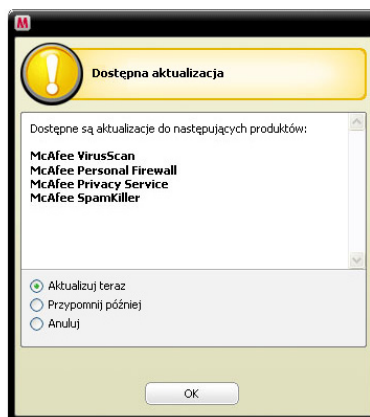 Dostępna aktualizacja
Dostępne są aktualizacje do następujących produktów:
McAfee VirusScan
McAfee Personal Firewall
McAfee Privacy Service
McAfee SpamKiller
Aktualizuj teraz
Przypomnij później
Anuluj
OK